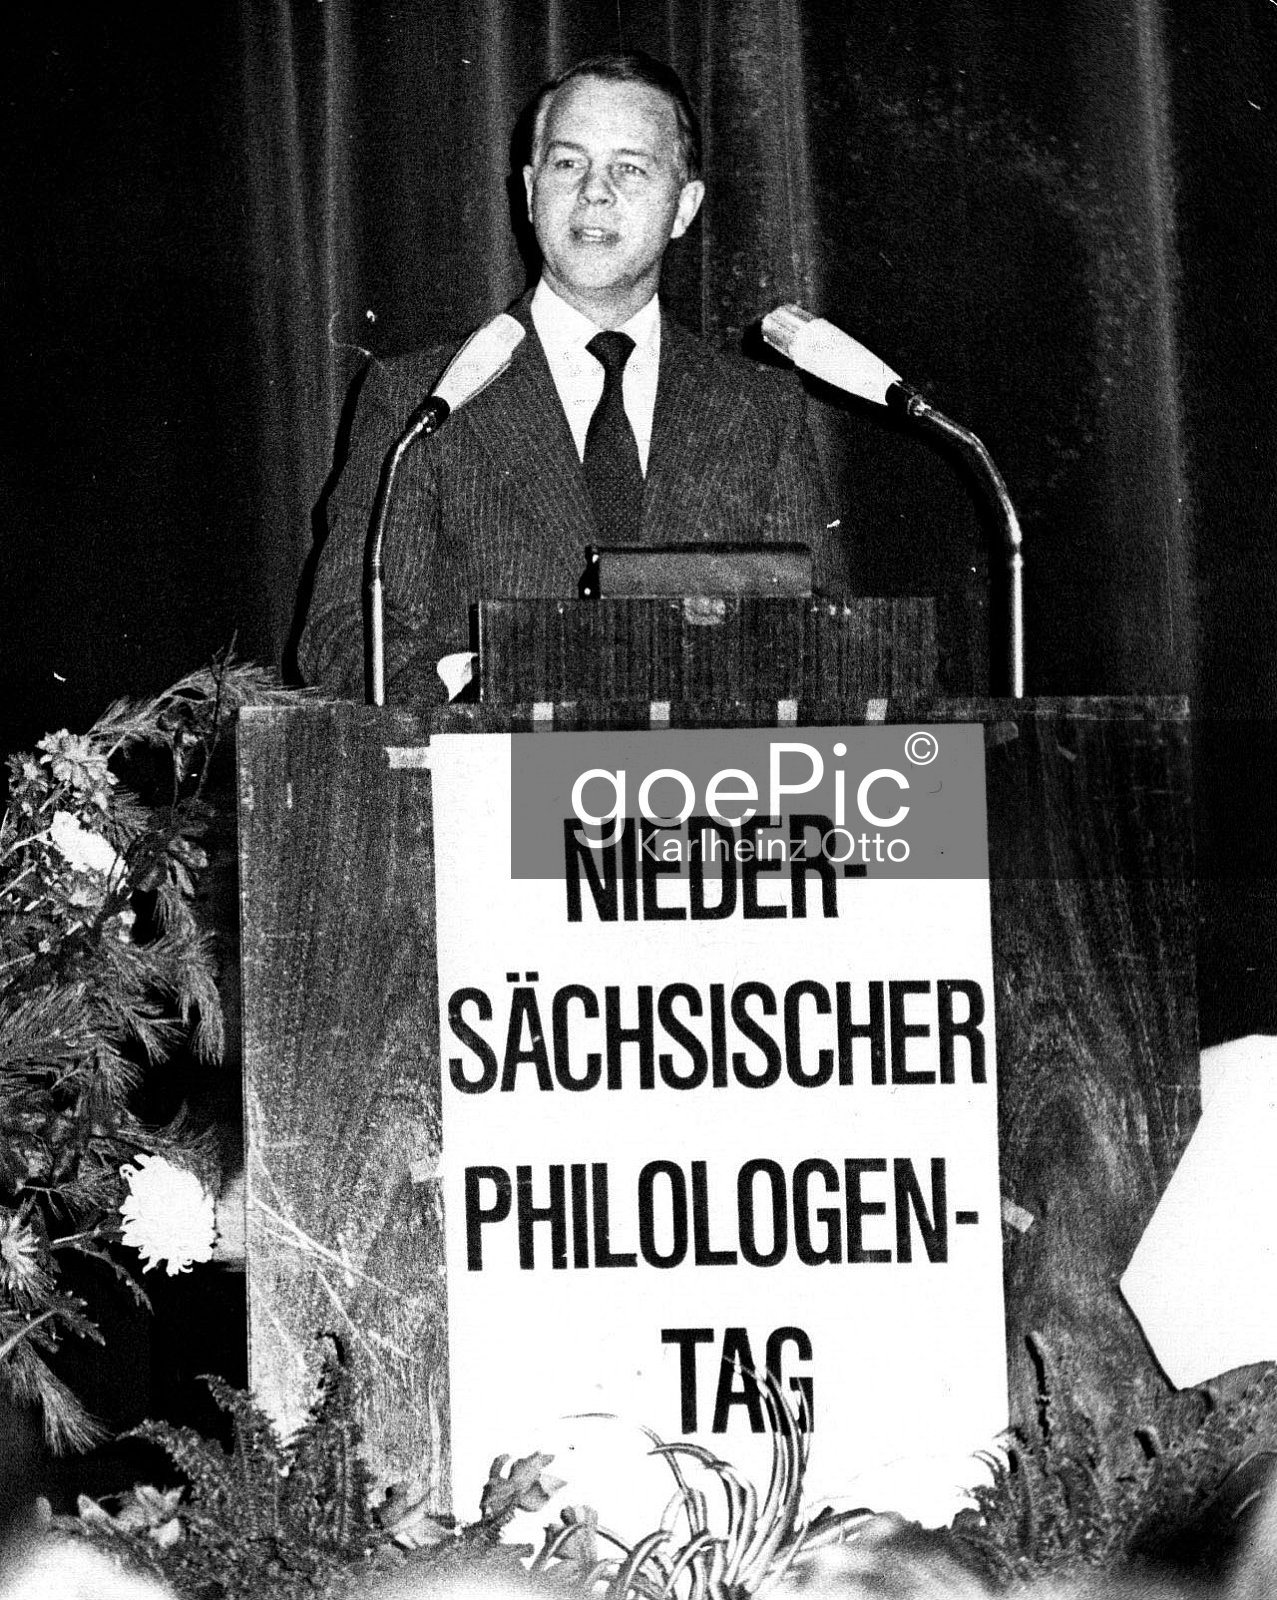 goePic©
Karlheinz Otto
NIEDER-
SÄCHSISCHER
PHILOLOGEN-
TAG